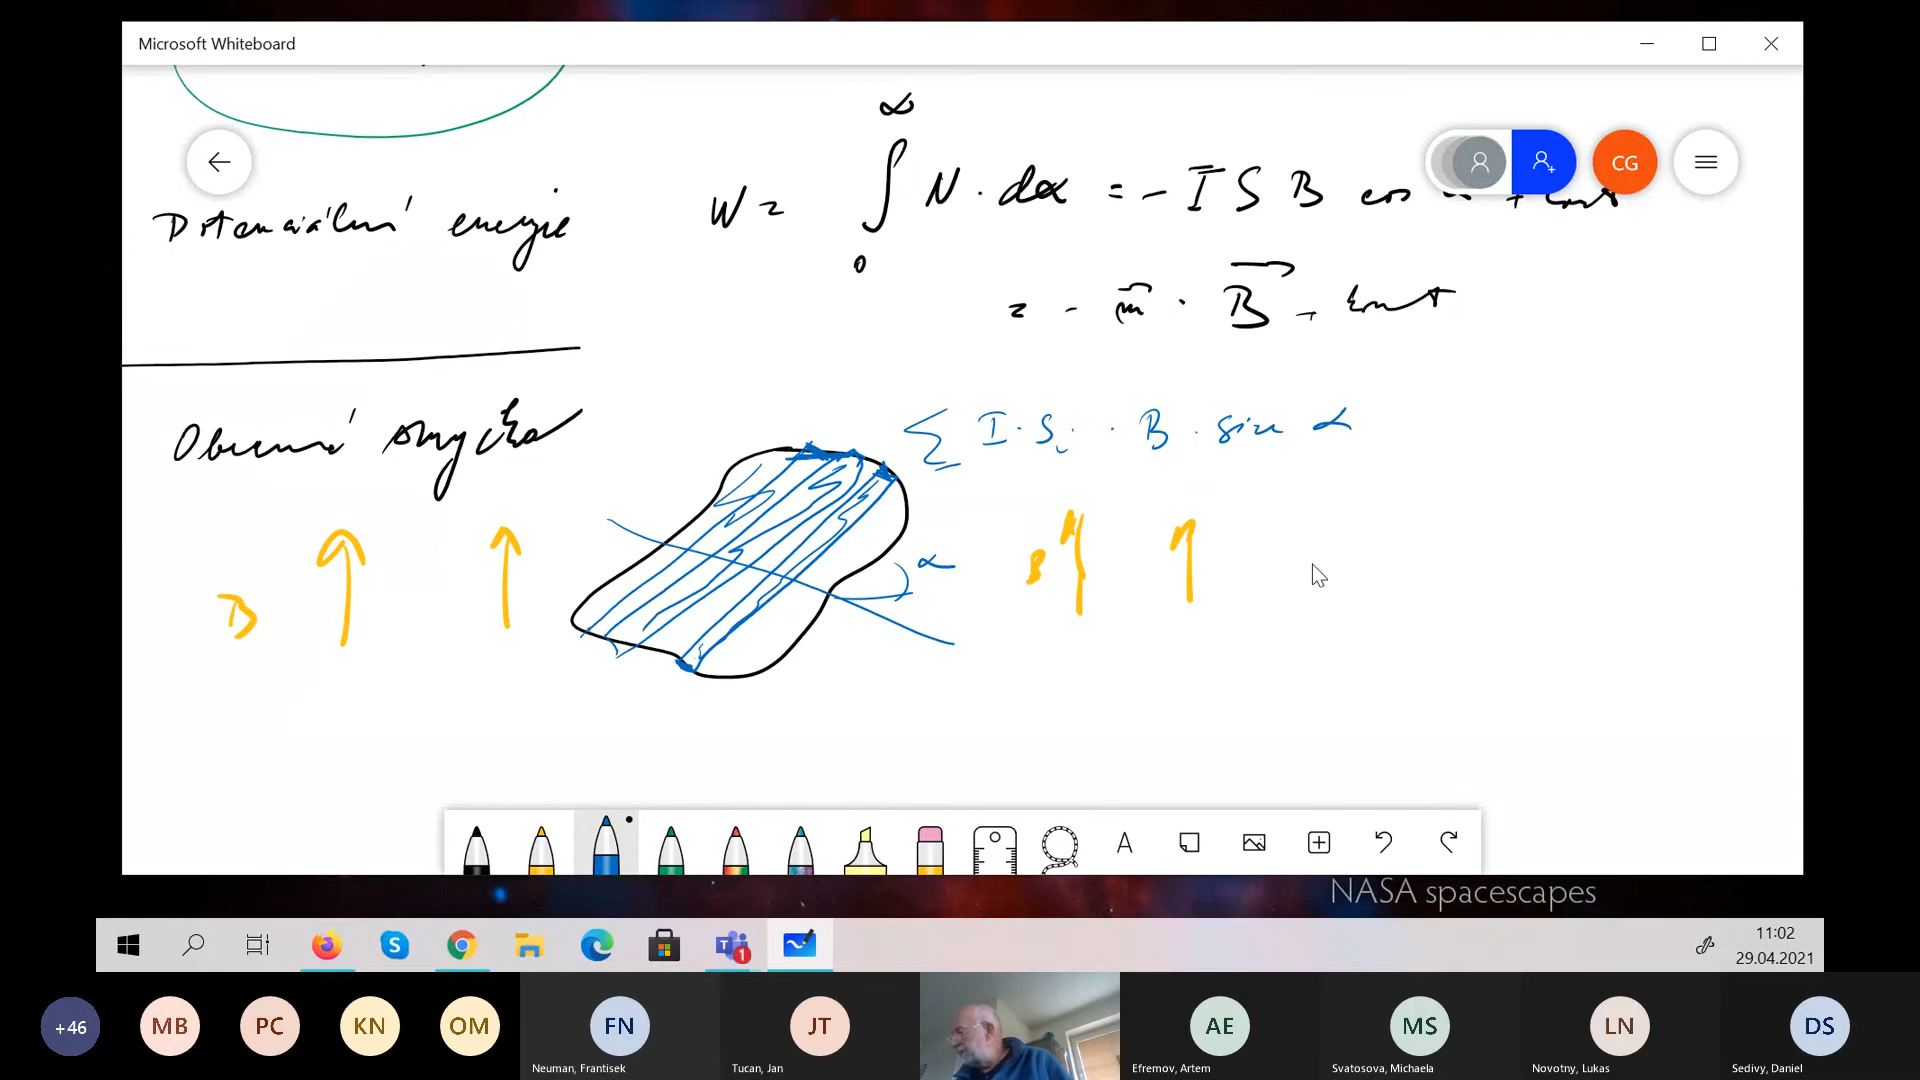 Microsoft Whiteboard
α
∫ N · dα = - I S B cos
W =
0
CG
Potenciální energie
= - m⃗ · B⃗ + konst
Obecná smyčka
∑ I · Sᵢ · B · sin α
α
B
B
A
NASA spacescapes
11:02
29.04.2021
S
T
1
+46
MB
PC
KN
OM
FN
JT
AE
MS
LN
DS
Neuman, Frantisek
Tucan, Jan
Efremov, Artem
Svatosova, Michaela
Novotny, Lukas
Sedivy, Daniel